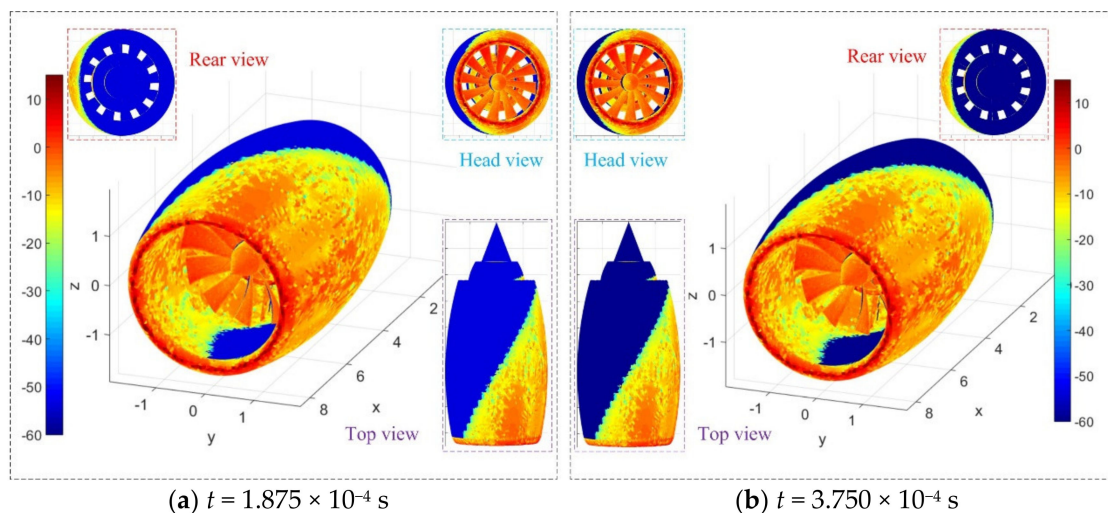 Rear view
10
0
-10
-20
-30
-40
-50
-60
Head view
Top view
1
0
-1
z
-1
0
1
y
2
4
6
8
x
(a) t = 1.875 × 10⁻⁴ s
Rear view
10
0
-10
-20
-30
-40
-50
-60
Head view
Top view
1
0
-1
z
-1
0
1
y
2
4
6
8
x
(b) t = 3.750 × 10⁻⁴ s